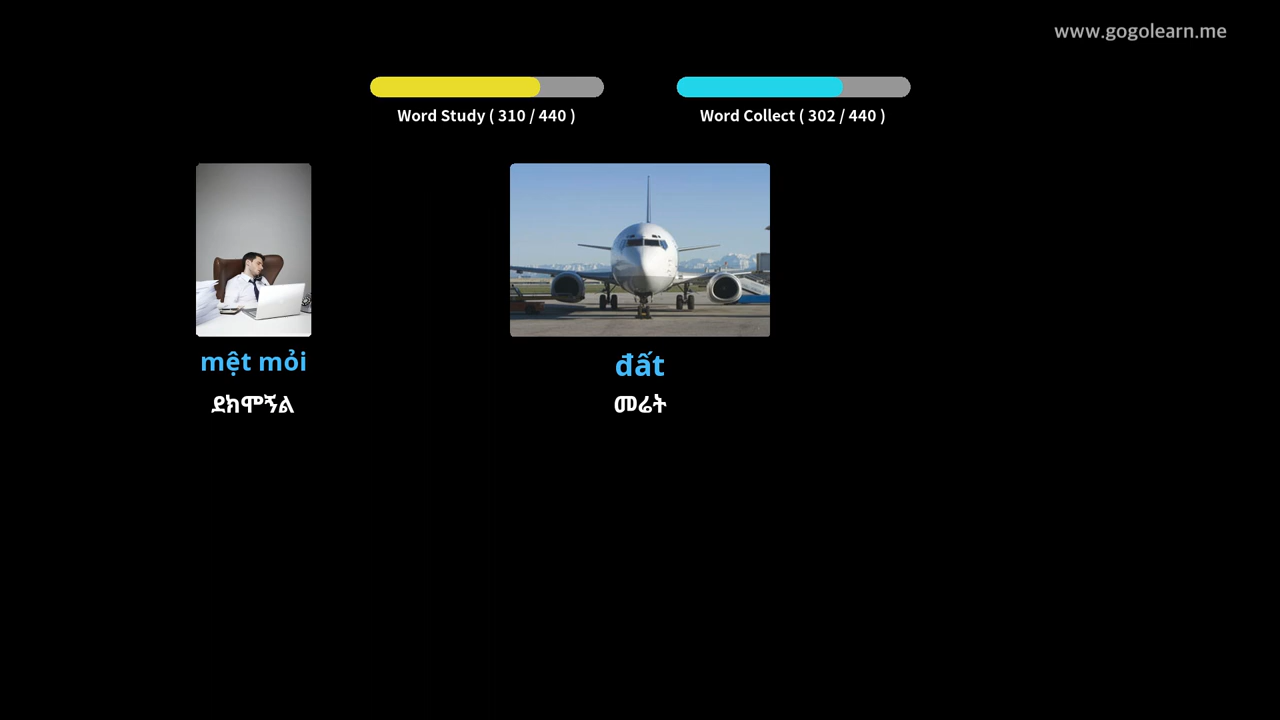 www.gogolearn.me
Word Study ( 310 / 440 )
Word Collect ( 302 / 440 )
mệt mỏi
ደክሞኝል
đất
መሬት